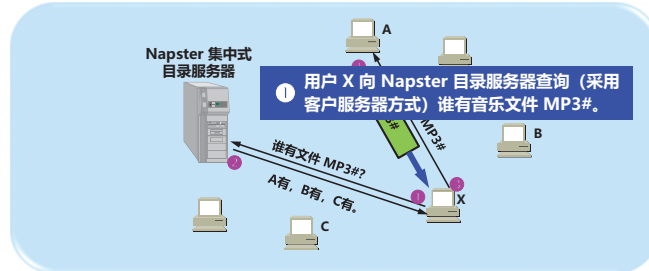 A
Napster 集中式
目录服务器
① 用户 X 向 Napster 目录服务器查询（采用
客户服务器方式）谁有音乐文件 MP3#。
MP3#
B
谁有文件 MP3#?
A有，B有，C有。
X
C